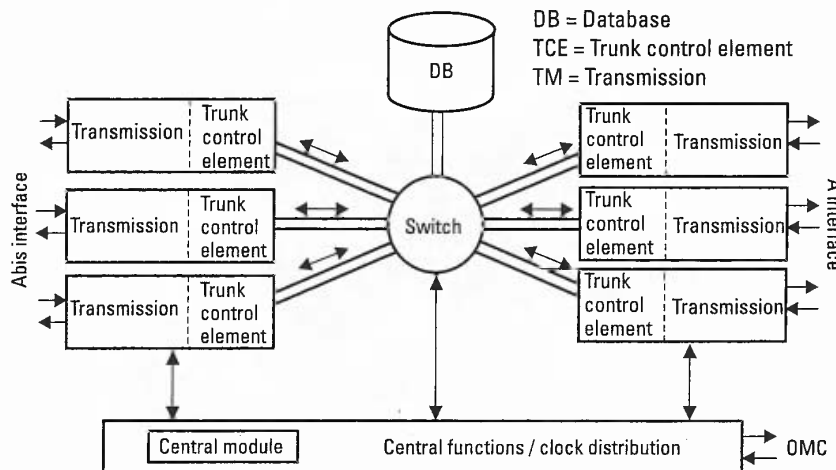 DB = Database
TCE = Trunk control element
TM = Transmission
DB
Transmission
Trunk
control
element
Transmission
Trunk
control
element
Transmission
Trunk
control
element
Abis interface
Switch
Trunk
control
element
Transmission
Trunk
control
element
Transmission
Trunk
control
element
Transmission
A interface
Central module
Central functions / clock distribution
OMC